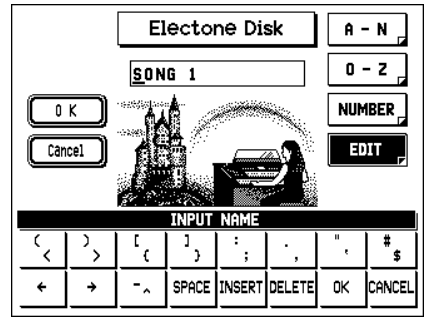 Electone Disk
A - N
SONG 1
O - Z
OK
NUMBER
Cancel
EDIT
INPUT NAME
( < ) > [ { ] } : ; . , " ' # $
← → - ^ SPACE INSERT DELETE OK CANCEL